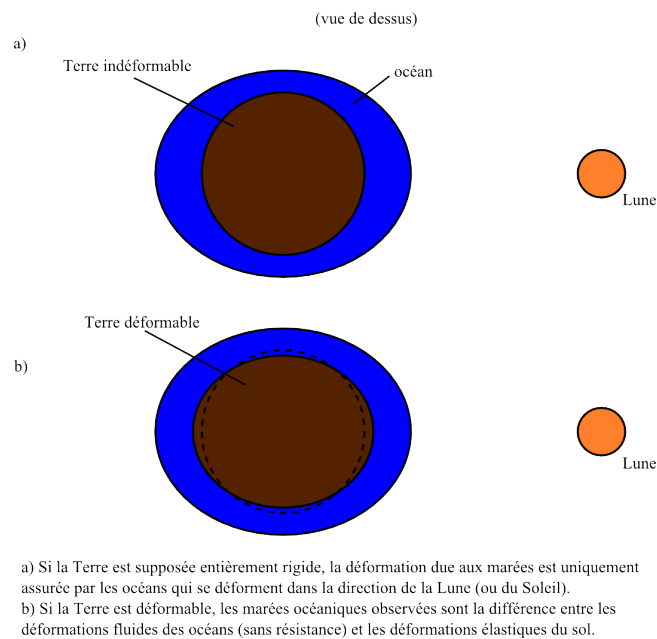 (vue de dessus)
a)
Terre indéformable
océan
Lune
Terre déformable
b)
Lune
a) Si la Terre est supposée entièrement rigide, la déformation due aux marées est uniquement
assurée par les océans qui se déforment dans la direction de la Lune (ou du Soleil).
b) Si la Terre est déformable, les marées océaniques observées sont la différence entre les
déformations fluides des océans (sans résistance) et les déformations élastiques du sol.